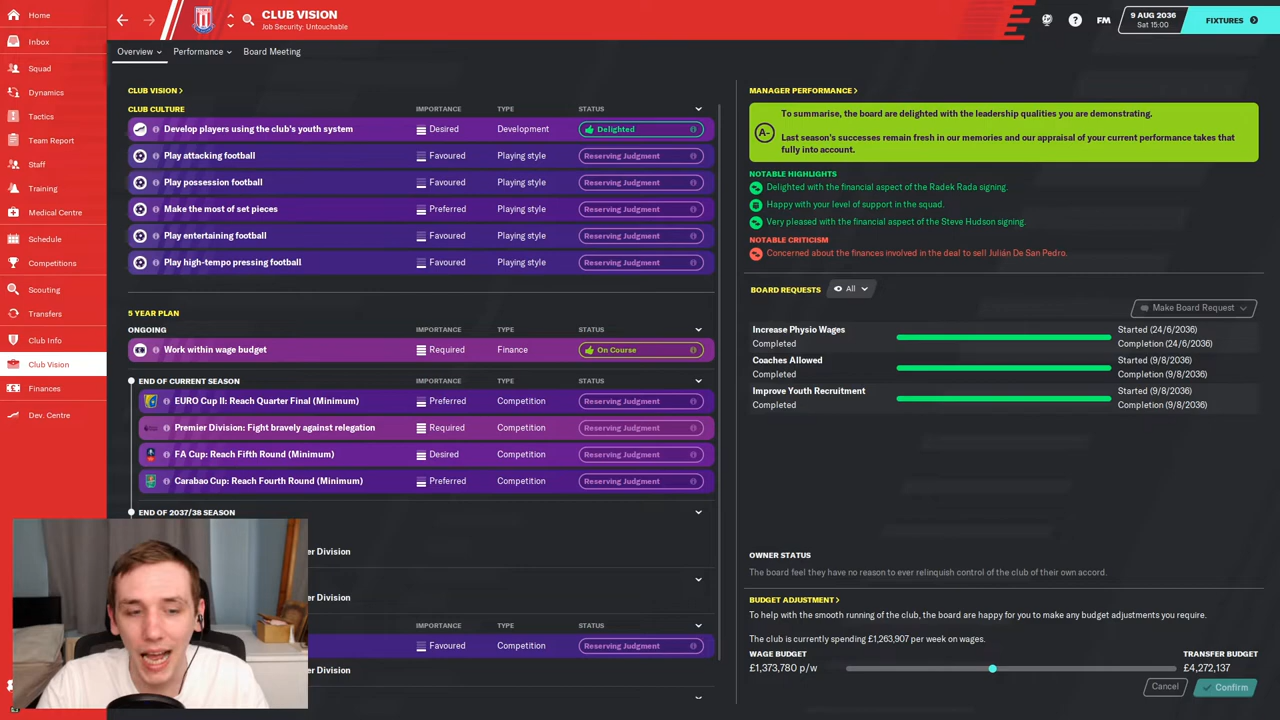 Home
Inbox
Squad
Dynamics
Tactics
Team Report
Staff
Training
Medical Centre
Schedule
Competitions
Scouting
Transfers
Club Info
Club Vision
Finances
Dev. Centre
CLUB VISION
Job Security: Untouchable
FM
9 AUG 2036
Sat 15:00
FIXTURES
Overview
Performance
Board Meeting
CLUB VISION >
CLUB CULTURE IMPORTANCE TYPE STATUS
Develop players using the club's youth system Desired Development Delighted
Play attacking football Favoured Playing style Reserving Judgment
Play possession football Favoured Playing style Reserving Judgment
Make the most of set pieces Preferred Playing style Reserving Judgment
Play entertaining football Favoured Playing style Reserving Judgment
Play high-tempo pressing football Favoured Playing style Reserving Judgment
5 YEAR PLAN
ONGOING IMPORTANCE TYPE STATUS
Work within wage budget Required Finance On Course
END OF CURRENT SEASON IMPORTANCE TYPE STATUS
EURO Cup II: Reach Quarter Final (Minimum) Preferred Competition Reserving Judgment
Premier Division: Fight bravely against relegation Required Competition Reserving Judgment
FA Cup: Reach Fifth Round (Minimum) Desired Competition Reserving Judgment
Carabao Cup: Reach Fourth Round (Minimum) Preferred Competition Reserving Judgment
END OF 2037/38 SEASON
er Division
er Division
IMPORTANCE TYPE STATUS
Favoured Competition Reserving Judgment
er Division
MANAGER PERFORMANCE >
A-
To summarise, the board are delighted with the leadership qualities you are demonstrating.
Last season's successes remain fresh in our memories and our appraisal of your current performance takes that
fully into account.
NOTABLE HIGHLIGHTS
Delighted with the financial aspect of the Radek Rada signing.
Happy with your level of support in the squad.
Very pleased with the financial aspect of the Steve Hudson signing.
NOTABLE CRITICISM
Concerned about the finances involved in the deal to sell Julián De San Pedro.
BOARD REQUESTS All
Make Board Request
Increase Physio Wages Started (24/6/2036)
Completed Completion (24/6/2036)
Coaches Allowed Started (9/8/2036)
Completed Completion (9/8/2036)
Improve Youth Recruitment Started (9/8/2036)
Completed Completion (9/8/2036)
OWNER STATUS
The board feel they have no reason to ever relinquish control of the club of their own accord.
BUDGET ADJUSTMENT >
To help with the smooth running of the club, the board are happy for you to make any budget adjustments you require.
The club is currently spending £1,263,907 per week on wages.
WAGE BUDGET TRANSFER BUDGET
£1,373,780 p/w £4,272,137
Cancel Confirm